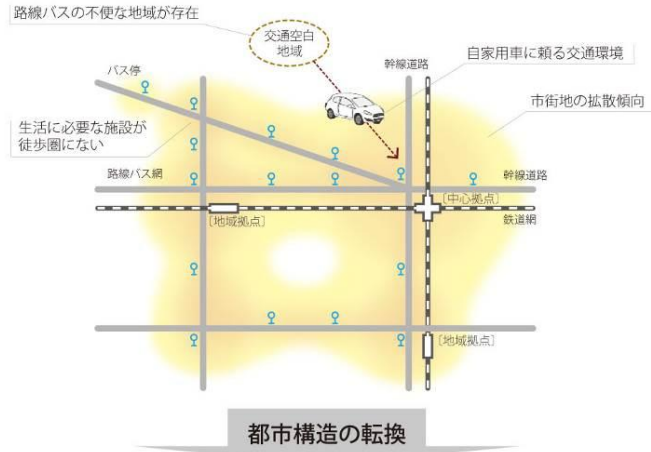 路線バスの不便な地域が存在
交通空白
地域
自家用車に頼る交通環境
バス停
幹線道路
市街地の拡散傾向
生活に必要な施設が
徒歩圏にない
路線バス網
幹線道路
［中心拠点］
鉄道網
［地域拠点］
［地域拠点］
都市構造の転換